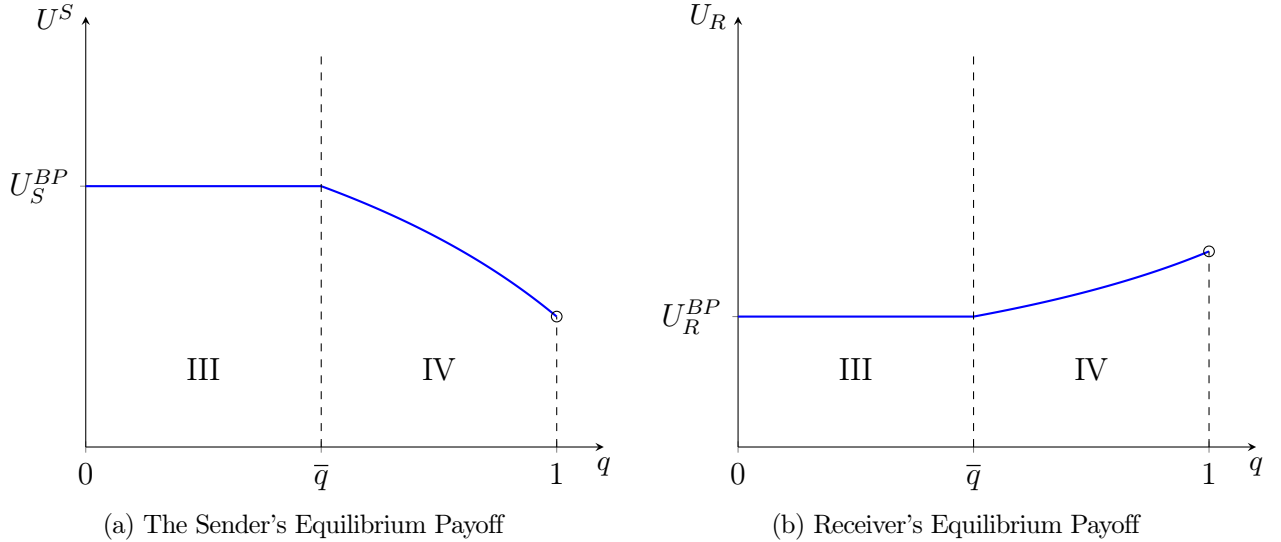 U^S
U_S^{BP}
III
IV
0
q̅
1
q
(a) The Sender's Equilibrium Payoff
U_R
U_R^{BP}
III
IV
0
q̅
1
q
(b) Receiver's Equilibrium Payoff